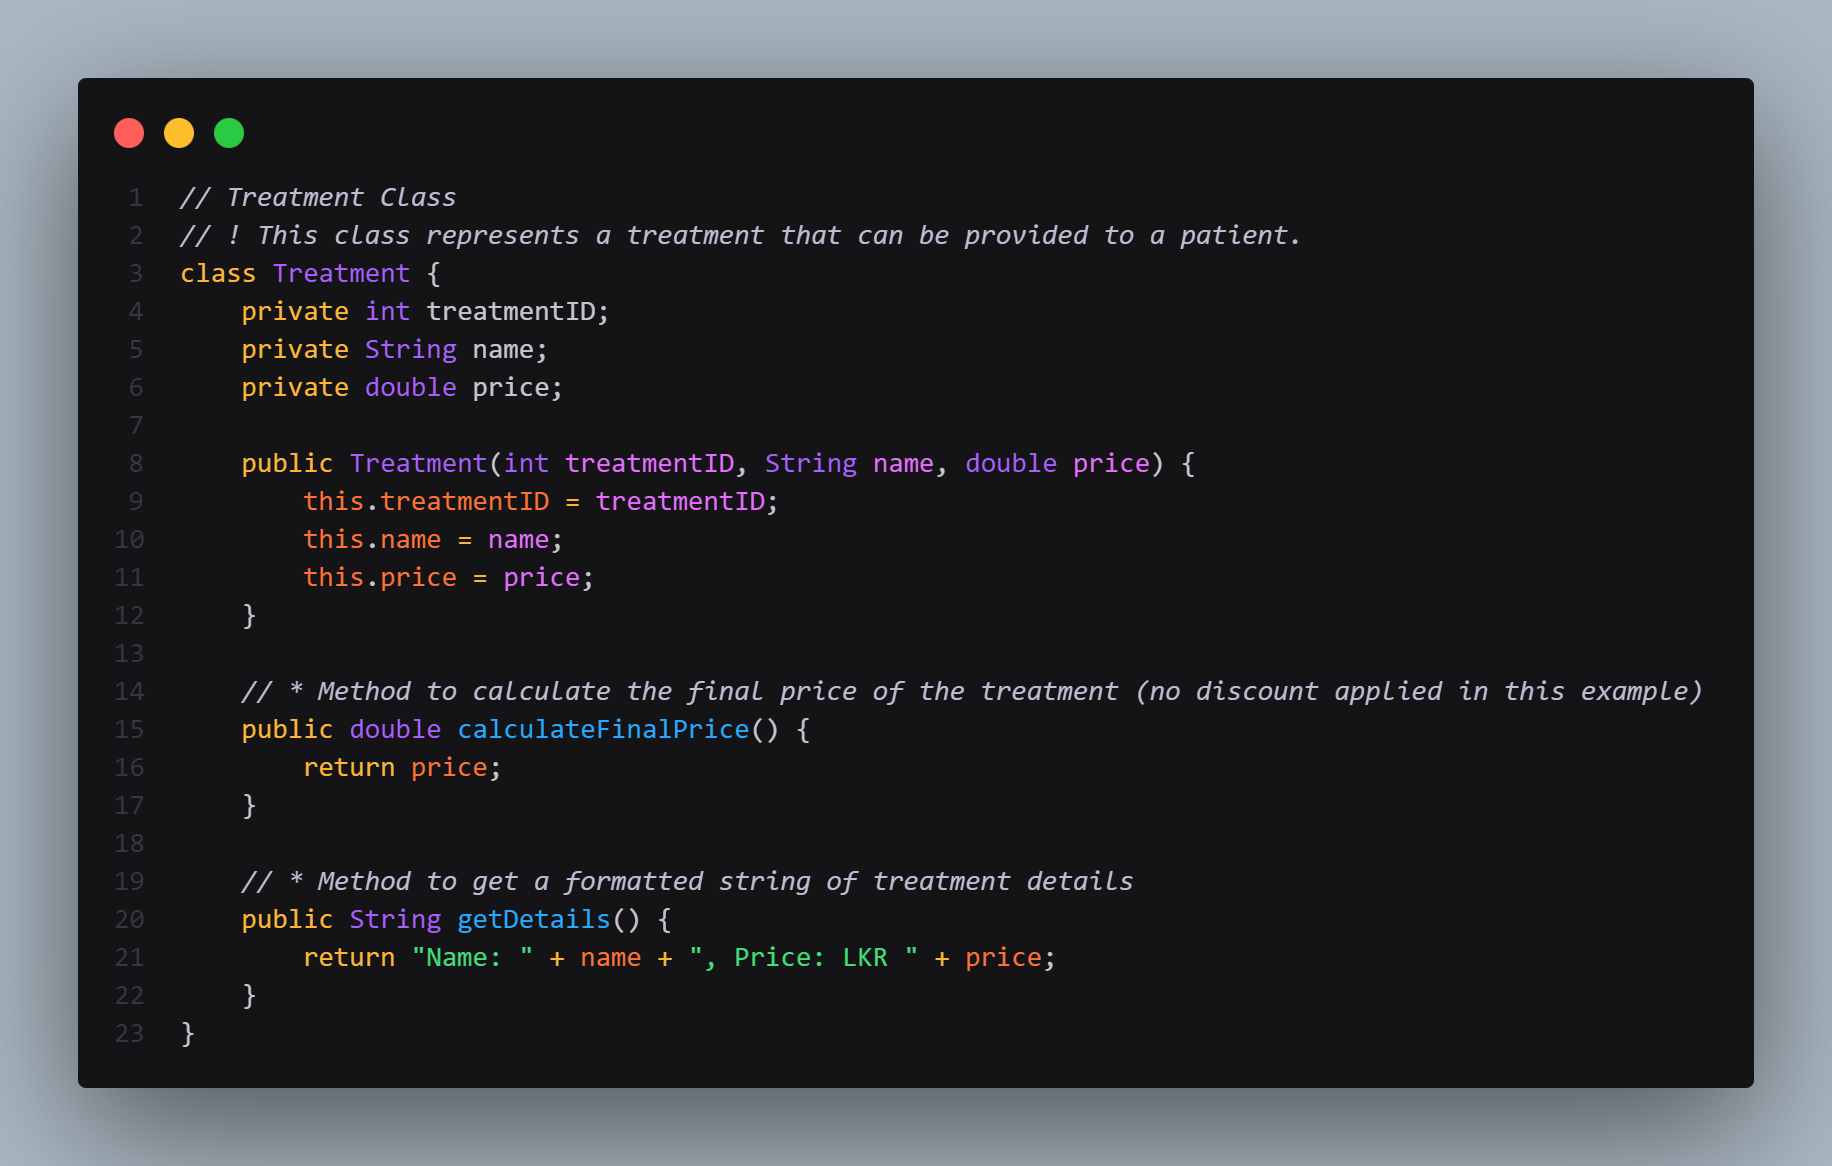 1 // Treatment Class
2 // ! This class represents a treatment that can be provided to a patient.
3 class Treatment {
4     private int treatmentID;
5     private String name;
6     private double price;
7
8     public Treatment(int treatmentID, String name, double price) {
9         this.treatmentID = treatmentID;
10         this.name = name;
11         this.price = price;
12     }
13
14     // * Method to calculate the final price of the treatment (no discount applied in this example)
15     public double calculateFinalPrice() {
16         return price;
17     }
18
19     // * Method to get a formatted string of treatment details
20     public String getDetails() {
21         return "Name: " + name + ", Price: LKR " + price;
22     }
23 }